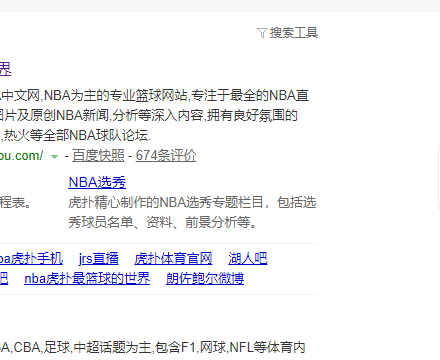 搜索工具
界
中文网,NBA为主的专业篮球网站,专注于最全的NBA直
图片及原创NBA新闻,分析等深入内容,拥有良好氛围的
,热火等全部NBA球队论坛.
ou.com/ - 百度快照 - 674条评价
NBA选秀
程表。 虎扑精心制作的NBA选秀专题栏目，包括选
秀球员名单、资料、前景分析等。
ba虎扑手机 jrs直播 虎扑体育官网 湖人吧
吧 nba虎扑最篮球的世界 朗佐鲍尔微博
A,CBA,足球,中超话题为主,包含F1,网球,NFL等体育内